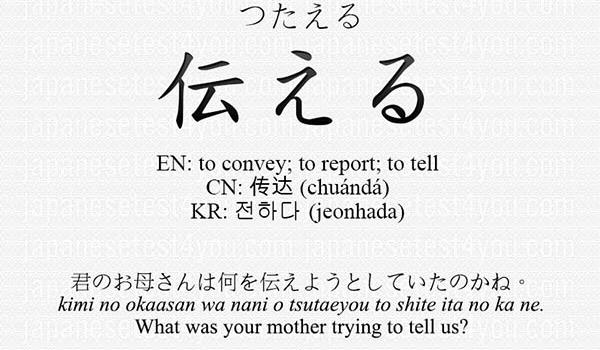 つたえる
伝える
EN: to convey; to report; to tell
CN: 传达 (chuándá)
KR: 전하다 (jeonhada)
君のお母さんは何を伝えようとしていたのかね。
kimi no okaasan wa nani o tsutaeyou to shite ita no ka ne.
What was your mother trying to tell us?
japanesetest4you.com